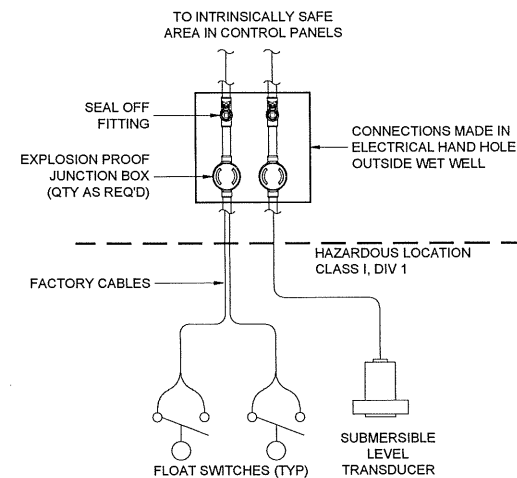 TO INTRINSICALLY SAFE
AREA IN CONTROL PANELS
SEAL OFF
FITTING
CONNECTIONS MADE IN
ELECTRICAL HAND HOLE
OUTSIDE WET WELL
EXPLOSION PROOF
JUNCTION BOX
(QTY AS REQ'D)
HAZARDOUS LOCATION
CLASS I, DIV 1
FACTORY CABLES
FLOAT SWITCHES (TYP)
SUBMERSIBLE
LEVEL
TRANSDUCER